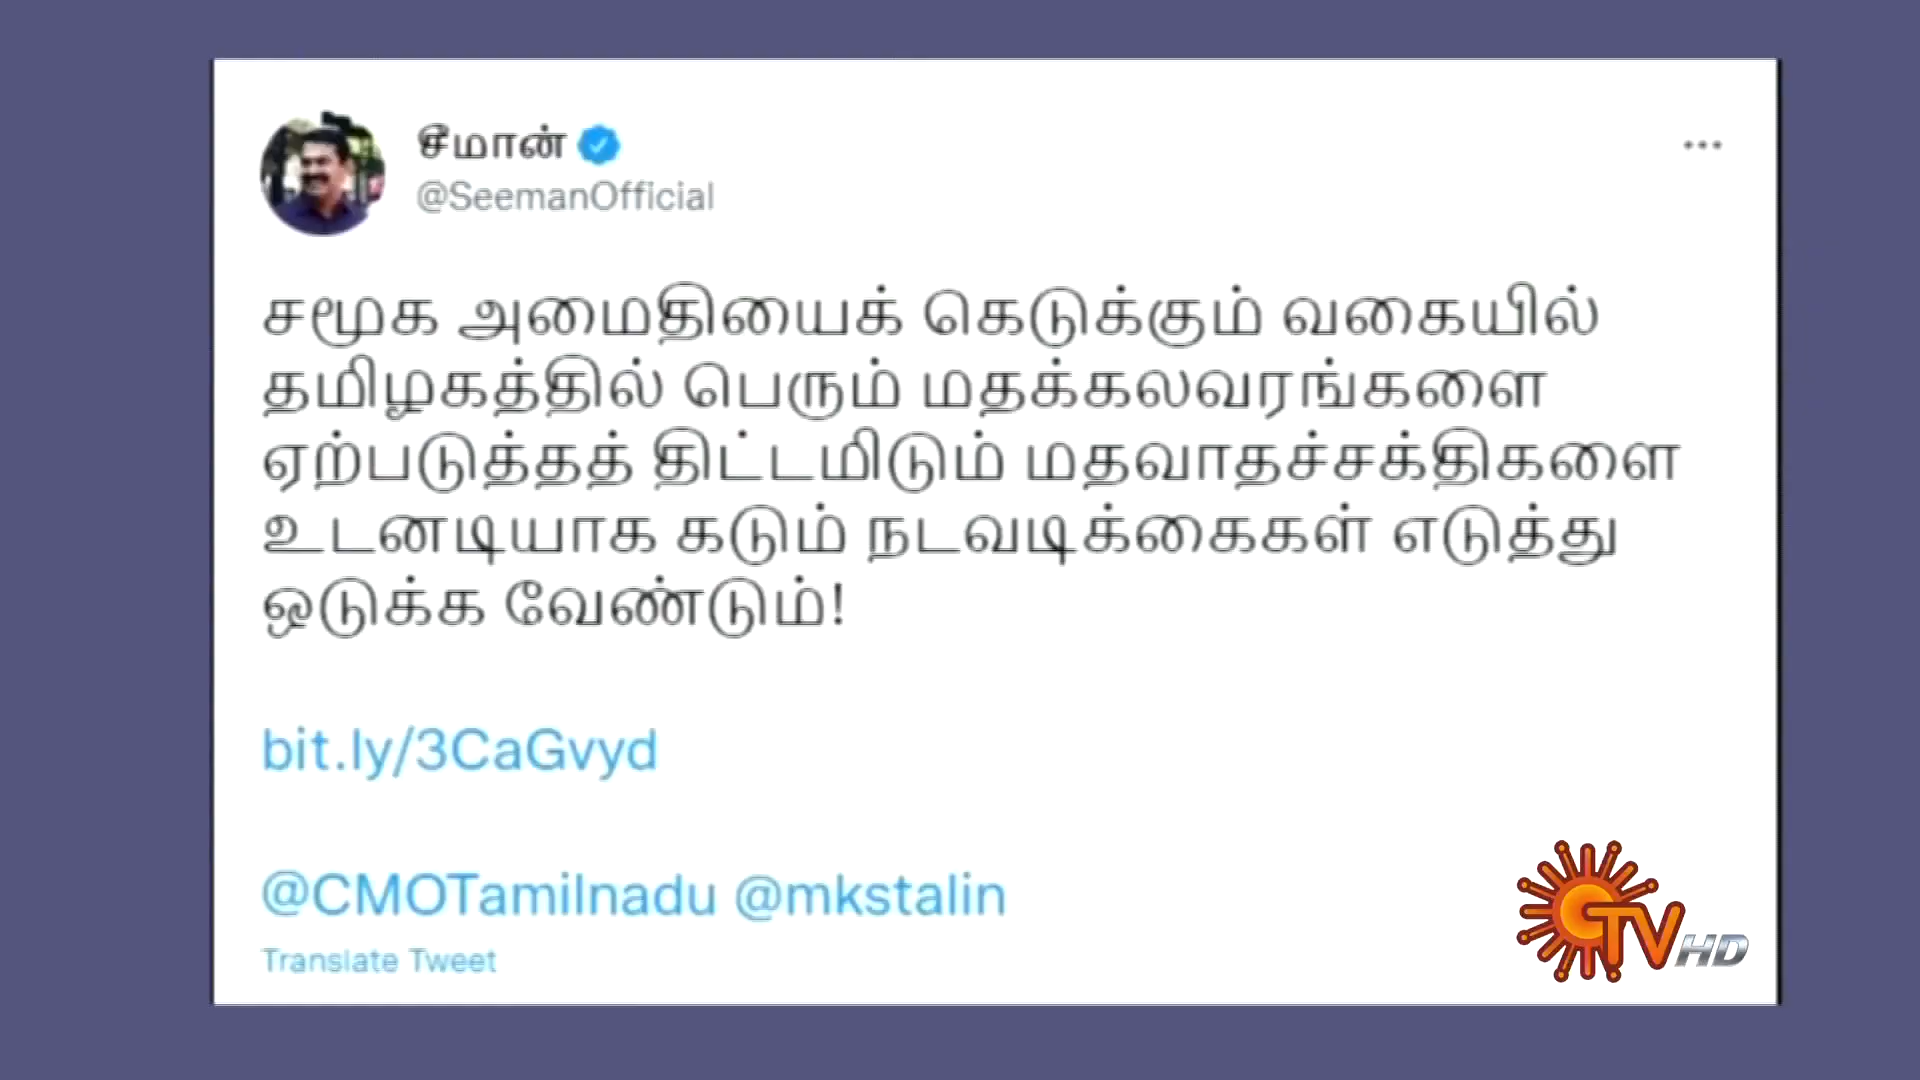 சீமான்
@SeemanOfficial
சமூக அமைதியைக் கெடுக்கும் வகையில்
தமிழகத்தில் பெரும் மதக்கலவரங்களை
ஏற்படுத்தத் திட்டமிடும் மதவாதச்சக்திகளை
உடனடியாக கடும் நடவடிக்கைகள் எடுத்து
ஒடுக்க வேண்டும்!
bit.ly/3CaGvyd
@CMOTamilnadu @mkstalin
Translate Tweet
TV HD